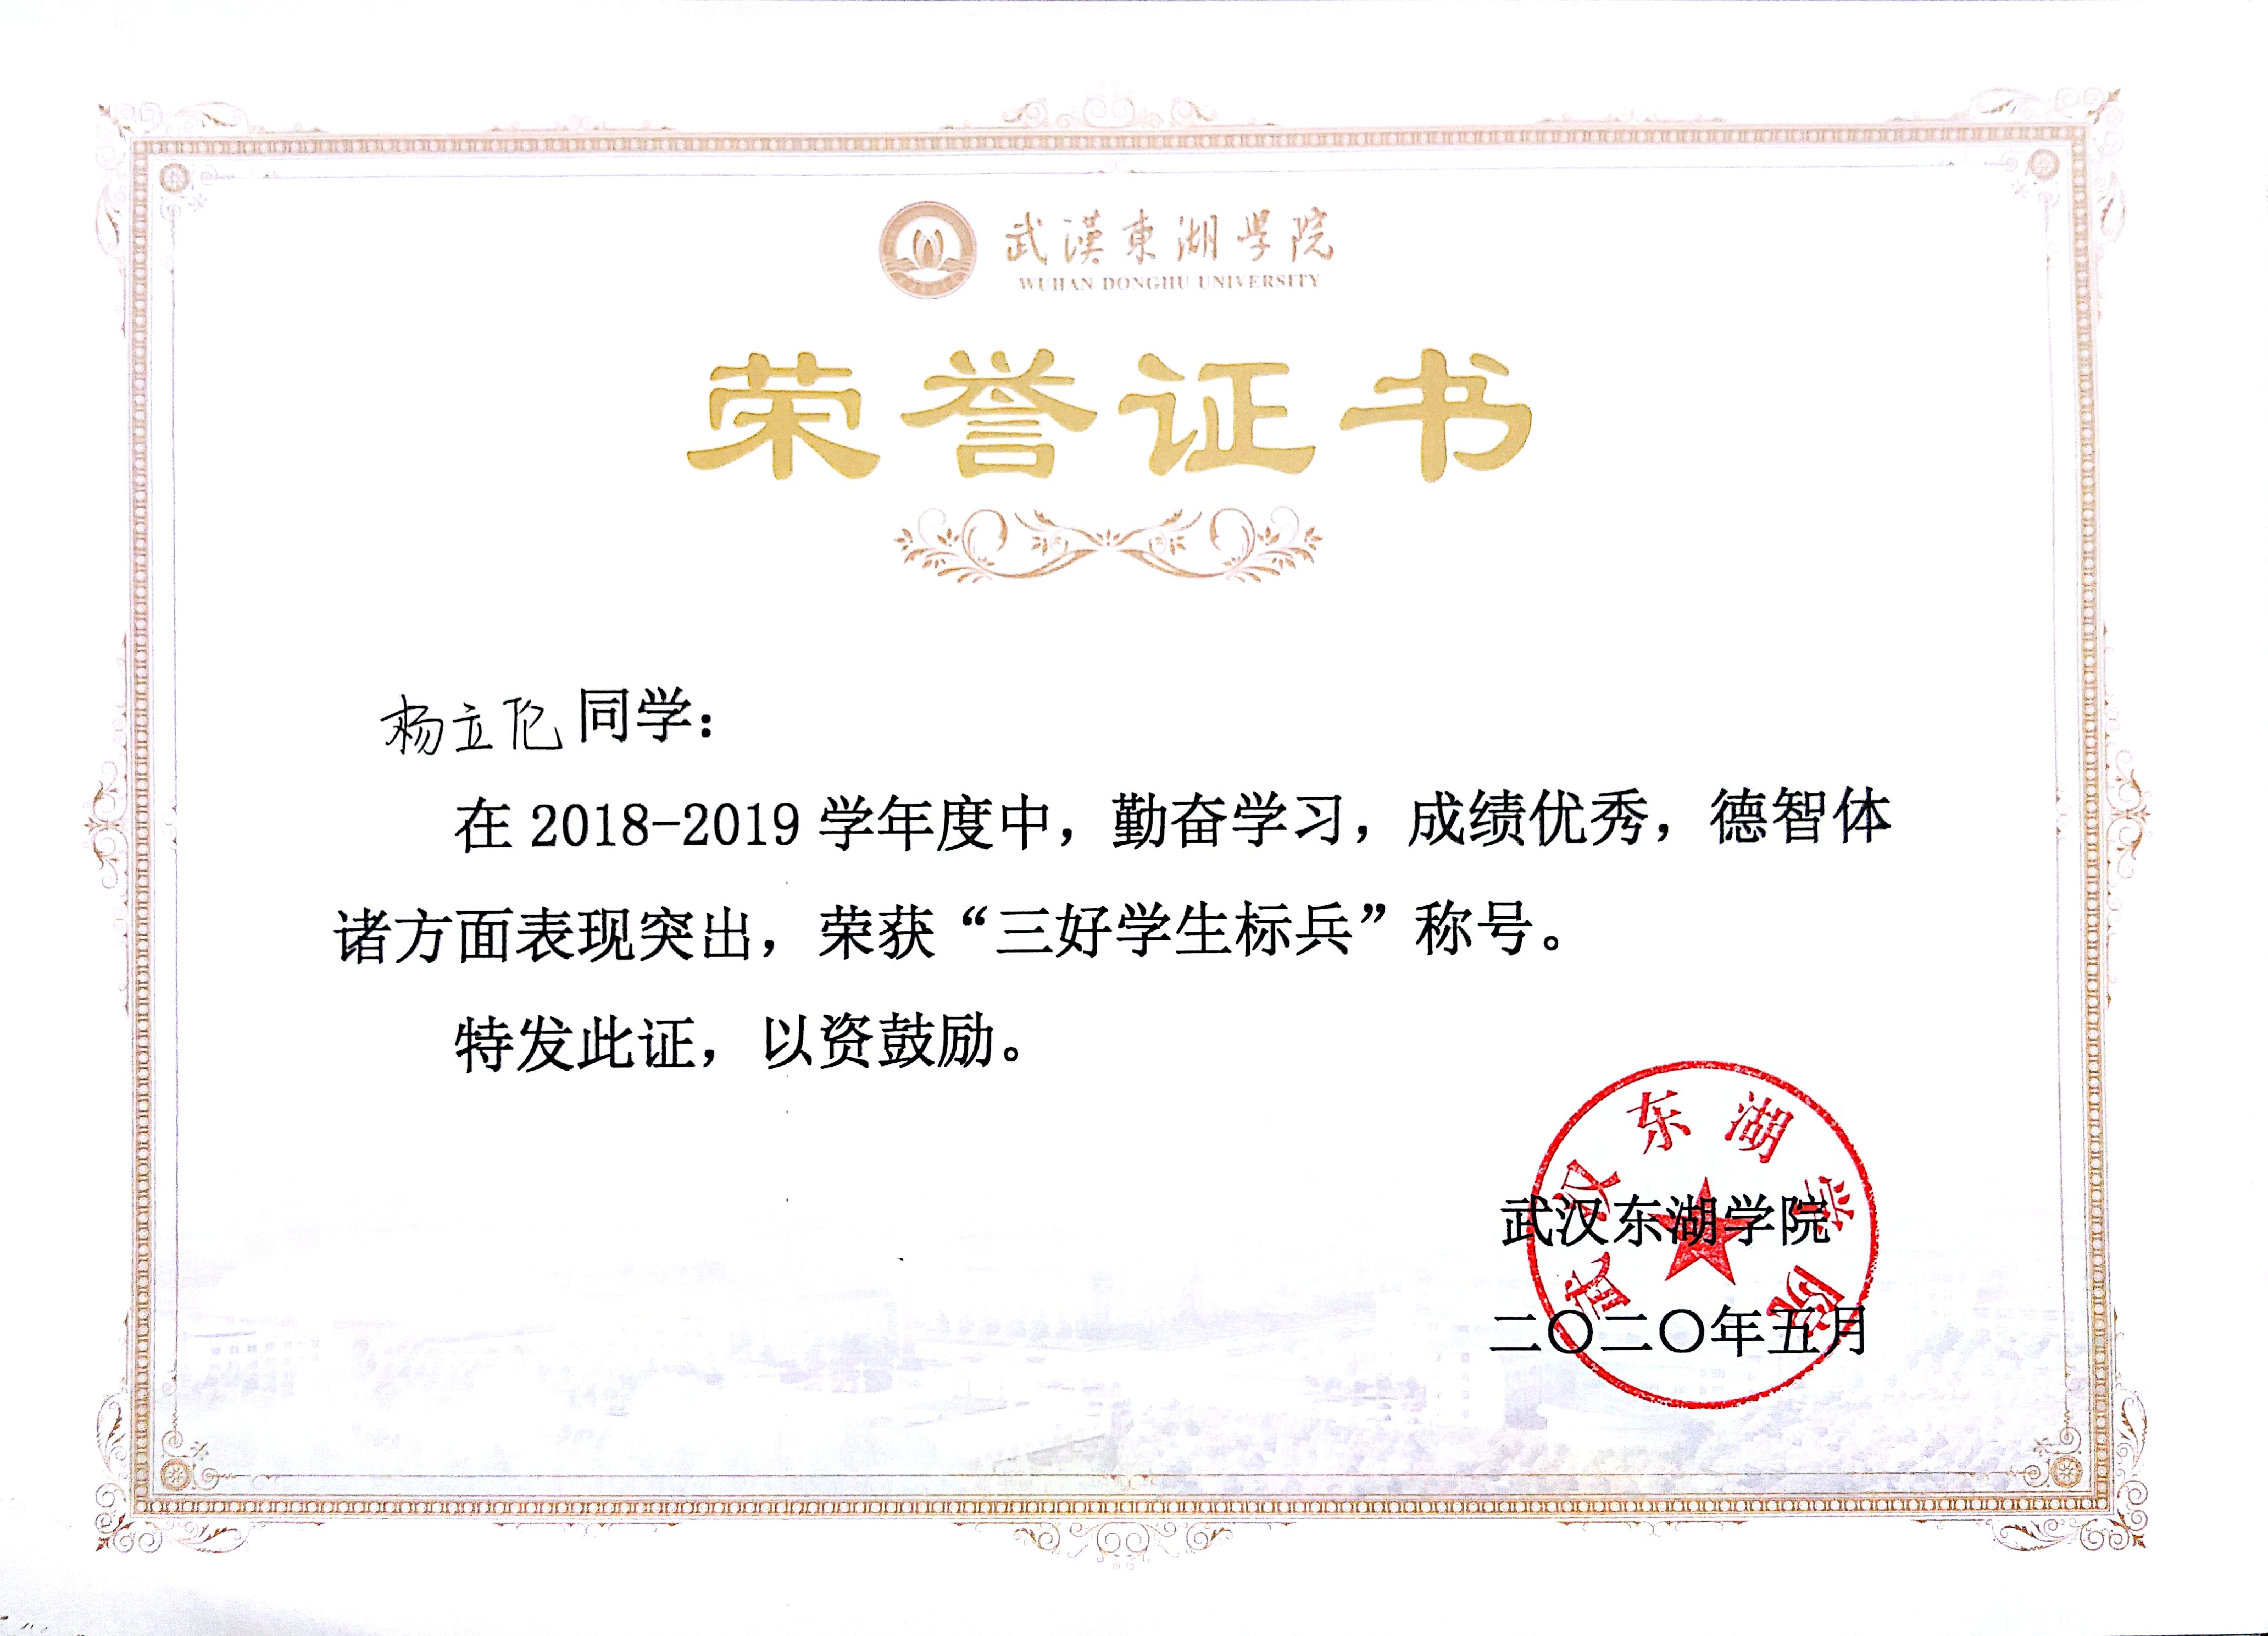 武漢東湖学院
WUHAN DONGHU UNIVERSITY
荣誉证书
杨立伦同学：
在 2018-2019 学年度中，勤奋学习，成绩优秀，德智体
诸方面表现突出，荣获“三好学生标兵”称号。
特发此证，以资鼓励。
武汉东湖学院
武汉东湖学院
二〇二〇年五月